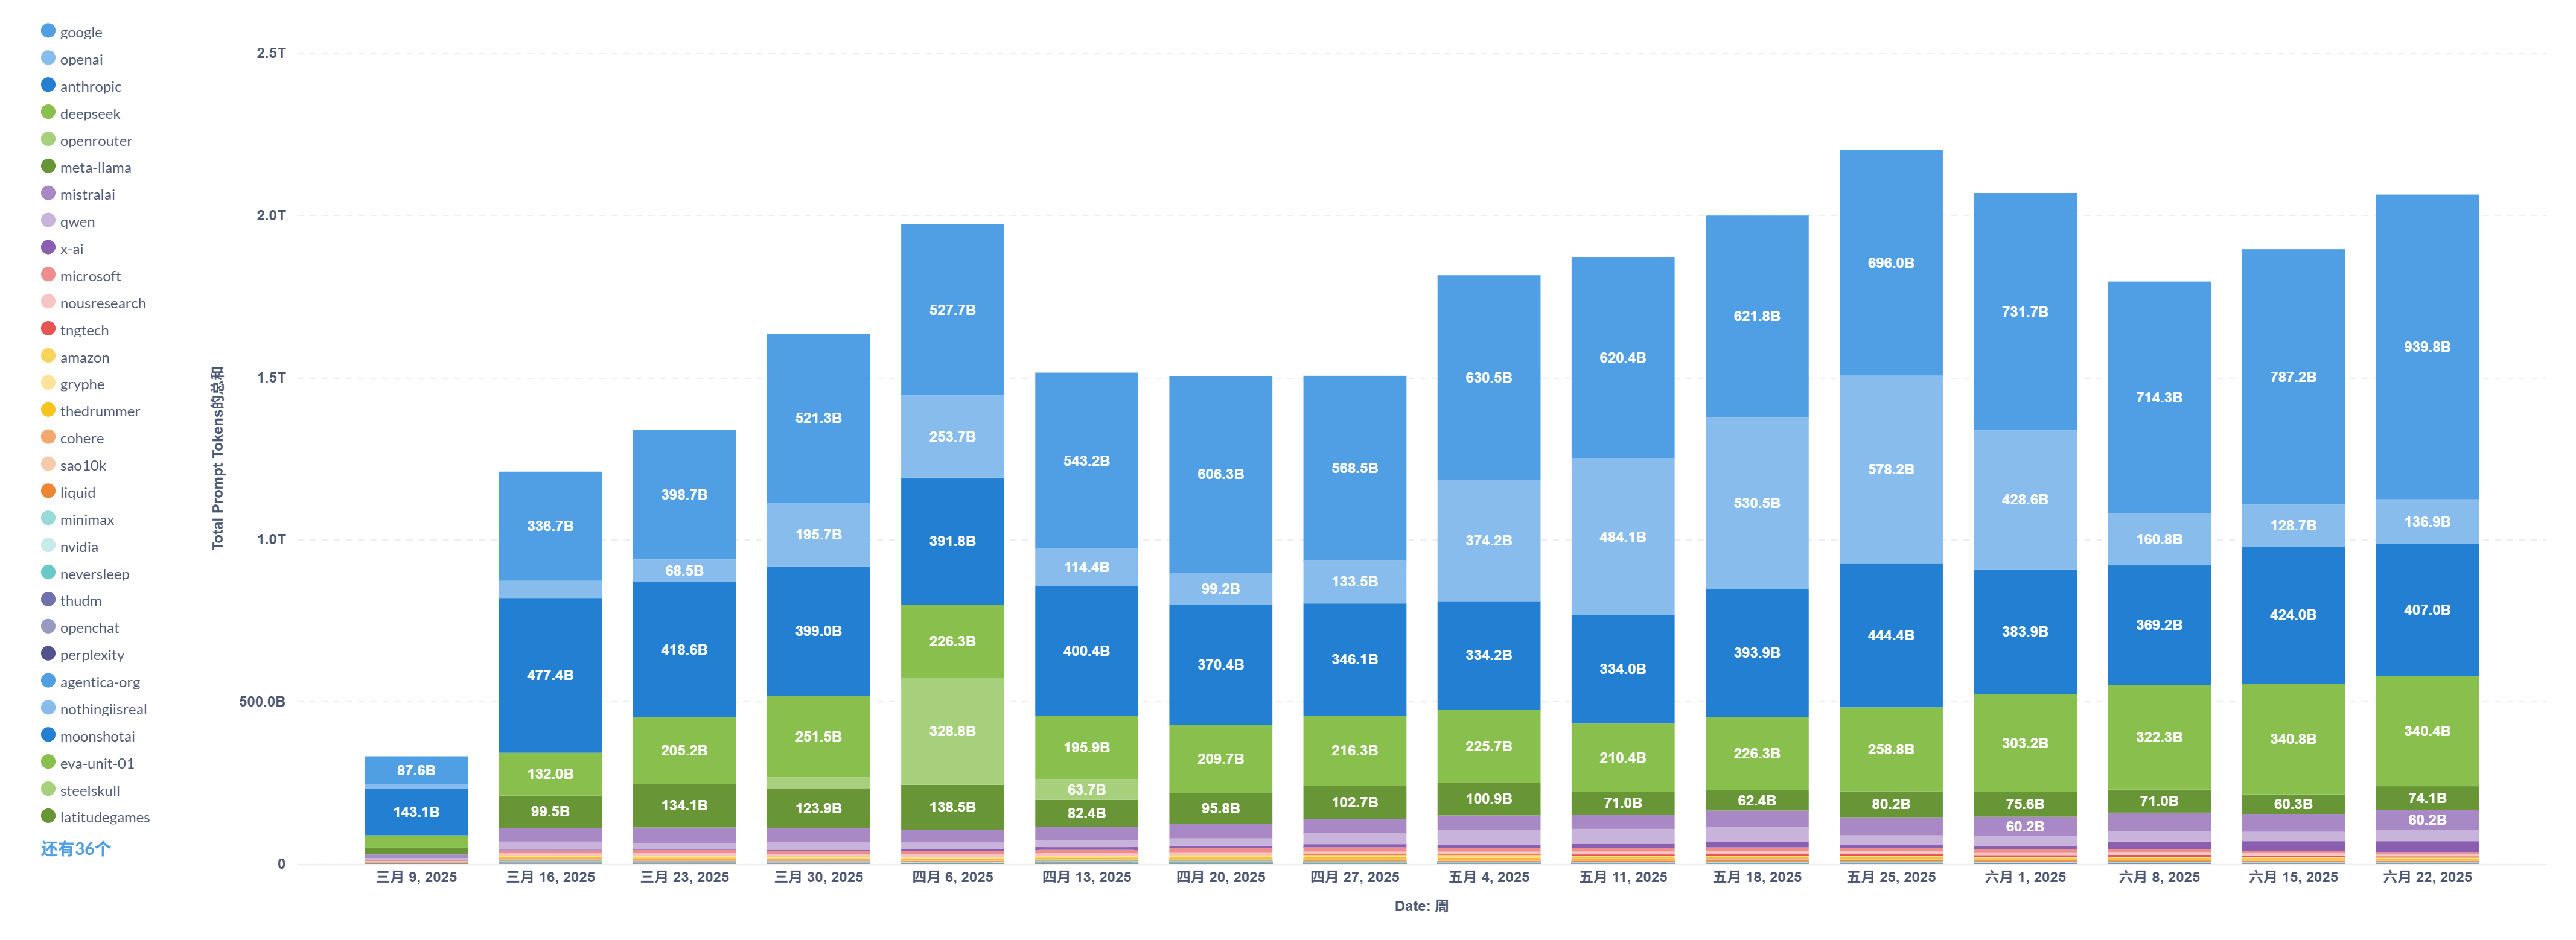 google
openai
anthropic
deepseek
openrouter
meta-llama
mistralai
qwen
x-ai
microsoft
nousresearch
tngtech
amazon
gryphe
thedrummer
cohere
sao10k
liquid
minimax
nvidia
neversleep
thudm
openchat
perplexity
agentica-org
nothingiisreal
moonshotai
eva-unit-01
steelskull
latitudegames
还有36个
Total Prompt Tokens的总和
2.5T
2.0T
1.5T
1.0T
500.0B
0
87.6B
143.1B
336.7B
477.4B
132.0B
99.5B
398.7B
68.5B
418.6B
205.2B
134.1B
521.3B
195.7B
399.0B
251.5B
123.9B
527.7B
253.7B
391.8B
226.3B
328.8B
138.5B
543.2B
114.4B
400.4B
195.9B
63.7B
82.4B
606.3B
99.2B
370.4B
209.7B
95.8B
568.5B
133.5B
346.1B
216.3B
102.7B
630.5B
374.2B
334.2B
225.7B
100.9B
620.4B
484.1B
334.0B
210.4B
71.0B
621.8B
530.5B
393.9B
226.3B
62.4B
696.0B
578.2B
444.4B
258.8B
80.2B
731.7B
428.6B
383.9B
303.2B
75.6B
60.2B
714.3B
160.8B
369.2B
322.3B
71.0B
787.2B
128.7B
424.0B
340.8B
60.3B
939.8B
136.9B
407.0B
340.4B
74.1B
60.2B
三月 9, 2025
三月 16, 2025
三月 23, 2025
三月 30, 2025
四月 6, 2025
四月 13, 2025
四月 20, 2025
四月 27, 2025
五月 4, 2025
五月 11, 2025
五月 18, 2025
五月 25, 2025
六月 1, 2025
六月 8, 2025
六月 15, 2025
六月 22, 2025
Date: 周